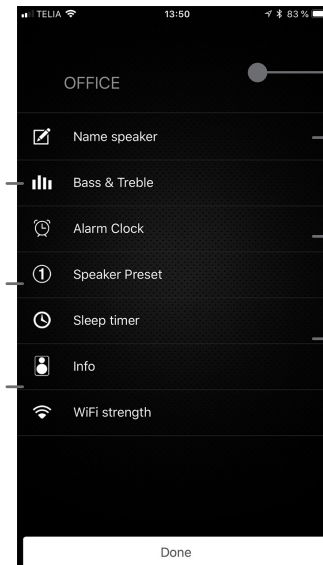 TELIA 13:50 83 %
OFFICE
Name speaker
Bass & Treble
Alarm Clock
1 Speaker Preset
Sleep timer
Info
WiFi strength
Done